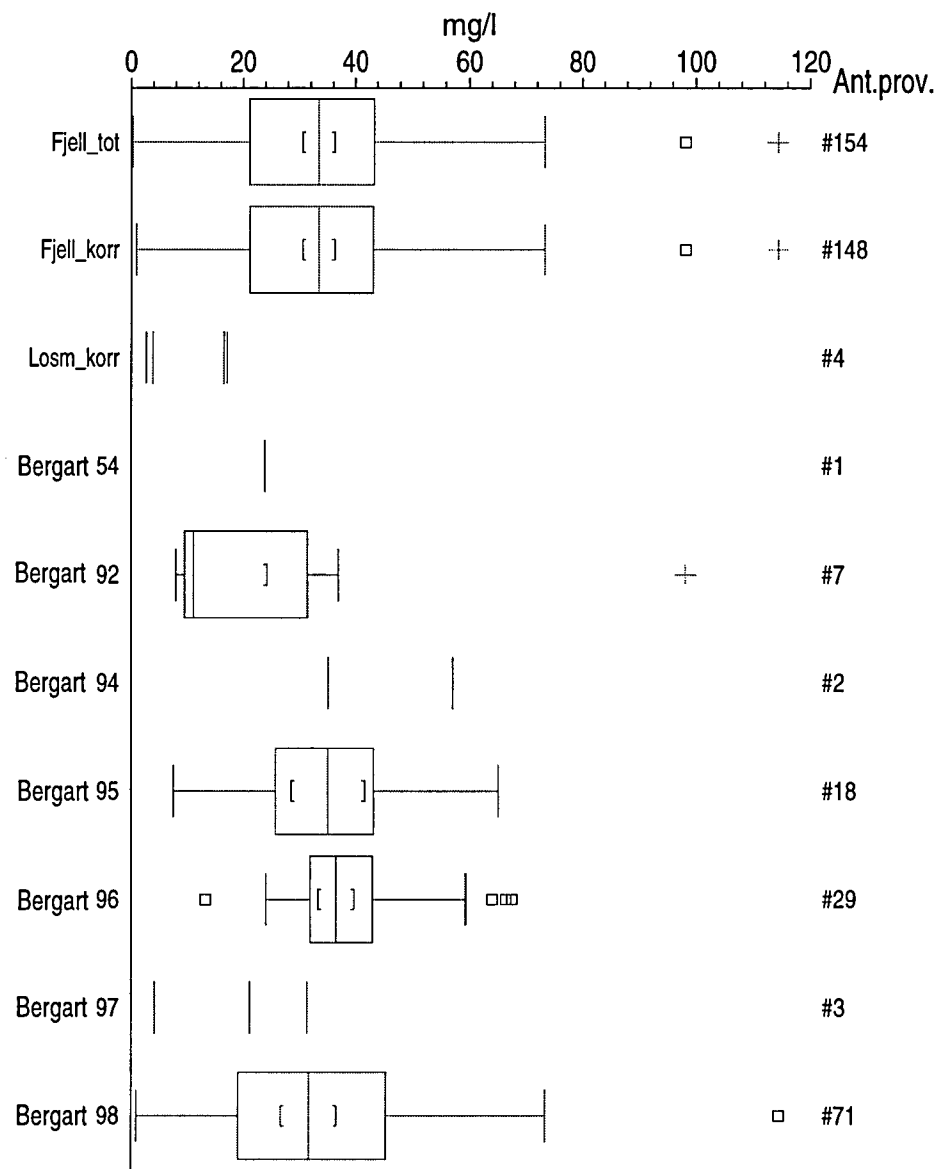 mg/l
0 20 40 60 80 100 120
Ant.prov.
Fjell_tot #154
Fjell_korr #148
Losm_korr #4
Bergart 54 #1
Bergart 92 #7
Bergart 94 #2
Bergart 95 #18
Bergart 96 #29
Bergart 97 #3
Bergart 98 #71